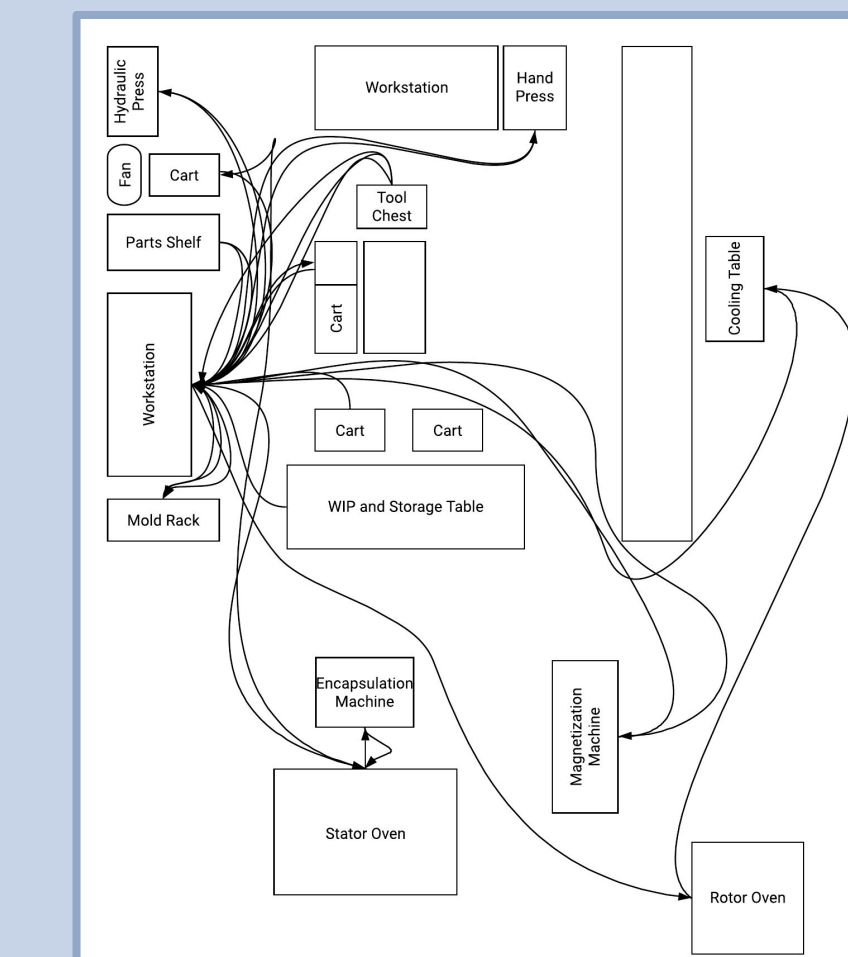 Hydraulic
Press
Workstation
Hand
Press
Fan
Cart
Tool
Chest
Parts Shelf
Cooling Table
Cart
Workstation
Cart
Cart
WIP and Storage Table
Mold Rack
Encapsulation
Machine
Magnetization
Machine
Stator Oven
Rotor Oven